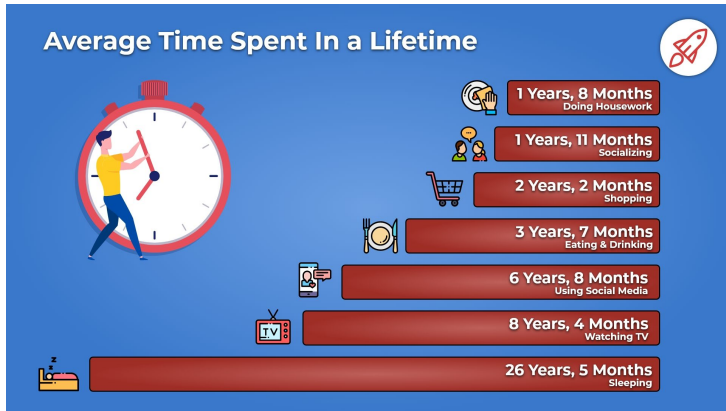 Average Time Spent In a Lifetime
1 Years, 8 Months
Doing Housework
1 Years, 11 Months
Socializing
2 Years, 2 Months
Shopping
3 Years, 7 Months
Eating & Drinking
6 Years, 8 Months
Using Social Media
TV
8 Years, 4 Months
Watching TV
z
z
26 Years, 5 Months
Sleeping